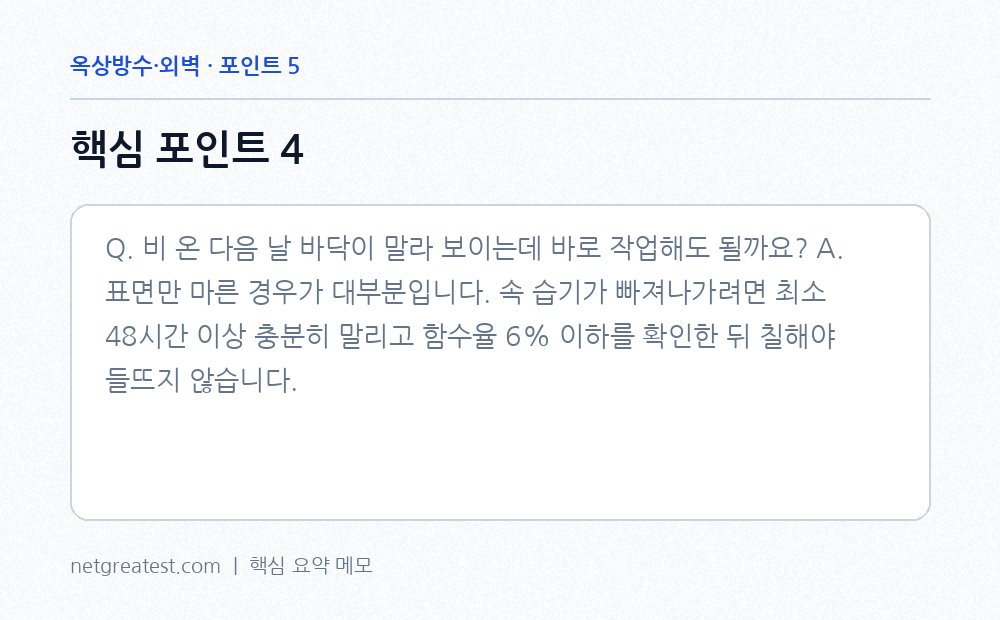 옥상방수·외벽 · 포인트 5
핵심 포인트 4
Q. 비 온 다음 날 바닥이 말라 보이는데 바로 작업해도 될까요? A.
표면만 마른 경우가 대부분입니다. 속 습기가 빠져나가려면 최소
48시간 이상 충분히 말리고 함수율 6% 이하를 확인한 뒤 칠해야
들뜨지 않습니다.
netgreatest.com | 핵심 요약 메모